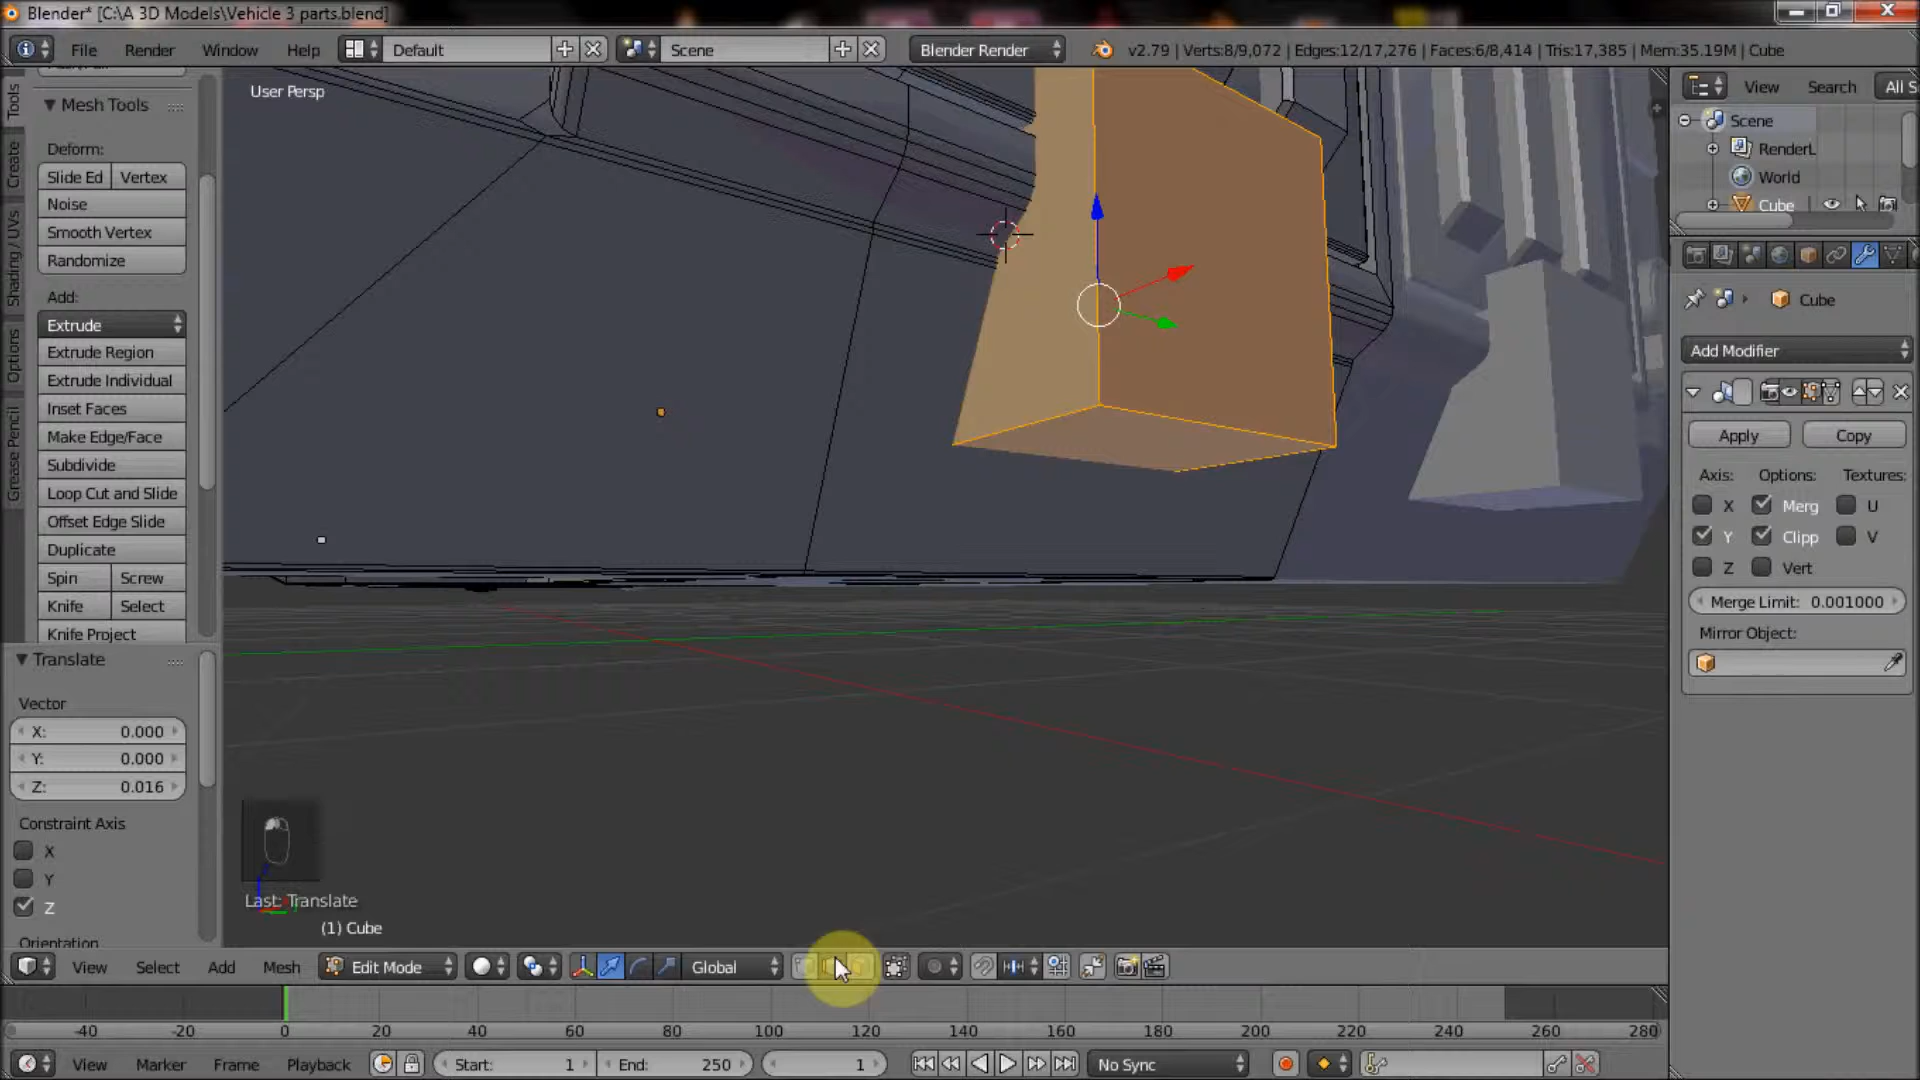 Blender* [C:\A 3D Models\Vehicle 3 parts.blend]
File Render Window Help Default Scene Blender Render v2.79 | Verts:8/9,072 | Edges:12/17,276 | Faces:6/8,414 | Tris:17,385 | Mem:35.19M | Cube
User Persp
View Search All S
Tools
Create
Shading / UVs
Options
Grease Pencil
Mesh Tools
Deform:
Slide Ed Vertex
Noise
Smooth Vertex
Randomize
Add:
Extrude
Extrude Region
Extrude Individual
Inset Faces
Make Edge/Face
Subdivide
Loop Cut and Slide
Offset Edge Slide
Duplicate
Spin Screw
Knife Select
Knife Project
Translate
Vector
X: 0.000
Y: 0.000
Z: 0.016
Constraint Axis
X
Y
Z
Orientation
Last: Translate
(1) Cube
Scene
RenderL
World
Cube
Cube
Add Modifier
Apply Copy
Axis: Options: Textures:
X Merg U
Y Clipp V
Z Vert
Merge Limit: 0.001000
Mirror Object:
View Select Add Mesh Edit Mode Global
-40 -20 0 20 40 60 80 100 120 140 160 180 200 220 240 260 280
View Marker Frame Playback Start: 1 End: 250 1 No Sync